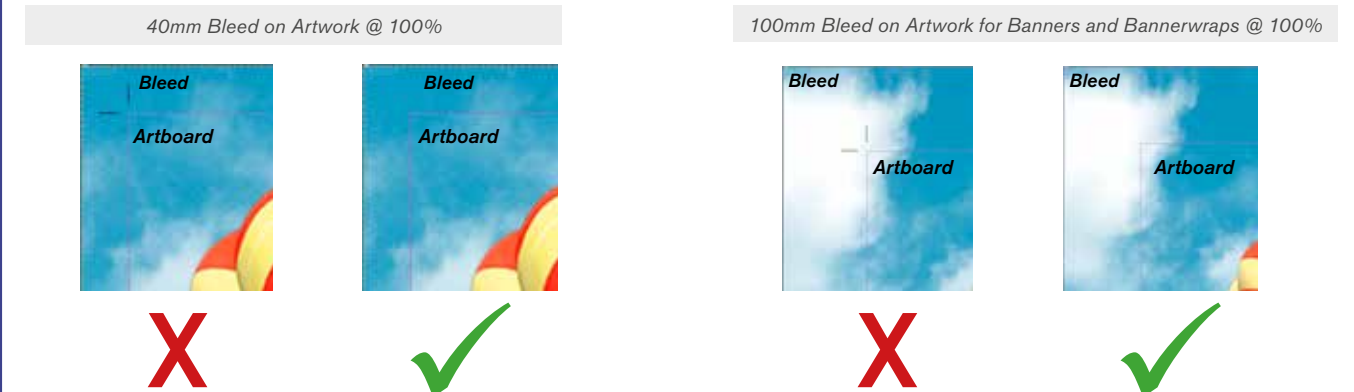 40mm Bleed on Artwork @ 100%
100mm Bleed on Artwork for Banners and Bannerwraps @ 100%
Bleed
Artboard
Bleed
Artboard
Bleed
Artboard
Bleed
Artboard
X
X